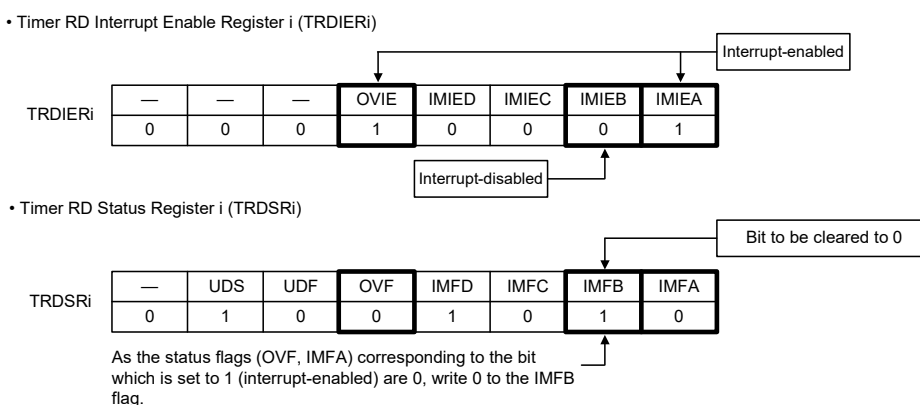 • Timer RD Interrupt Enable Register i (TRDIERi)
Interrupt-enabled
TRDIERi
— — — OVIE IMIED IMIEC IMIEB IMIEA
0 0 0 1 0 0 0 1
Interrupt-disabled
• Timer RD Status Register i (TRDSRi)
Bit to be cleared to 0
TRDSRi
— UDS UDF OVF IMFD IMFC IMFB IMFA
0 1 0 0 1 0 1 0
As the status flags (OVF, IMFA) corresponding to the bit
which is set to 1 (interrupt-enabled) are 0, write 0 to the IMFB
flag.